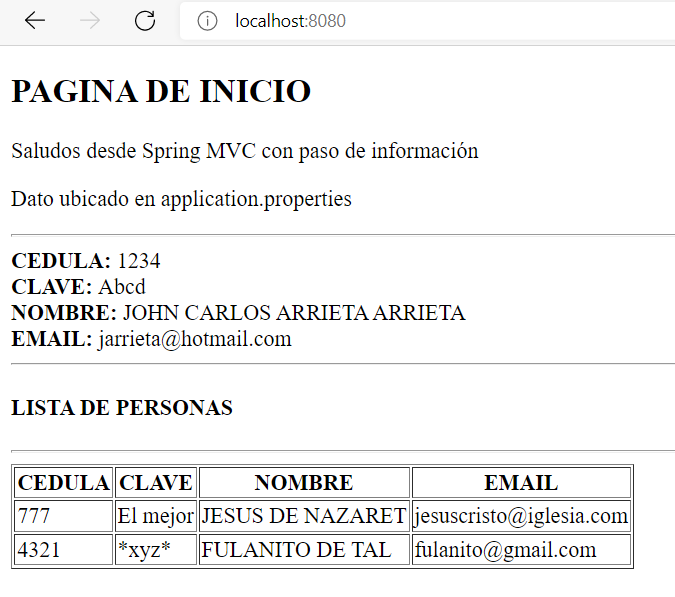 localhost:8080
PAGINA DE INICIO
Saludos desde Spring MVC con paso de información
Dato ubicado en application.properties
CEDULA: 1234
CLAVE: Abcd
NOMBRE: JOHN CARLOS ARRIETA ARRIETA
EMAIL: jarrieta@hotmail.com
LISTA DE PERSONAS
CEDULA CLAVE NOMBRE EMAIL
777 El mejor JESUS DE NAZARET jesuscristo@iglesia.com
4321 *xyz* FULANITO DE TAL fulanito@gmail.com